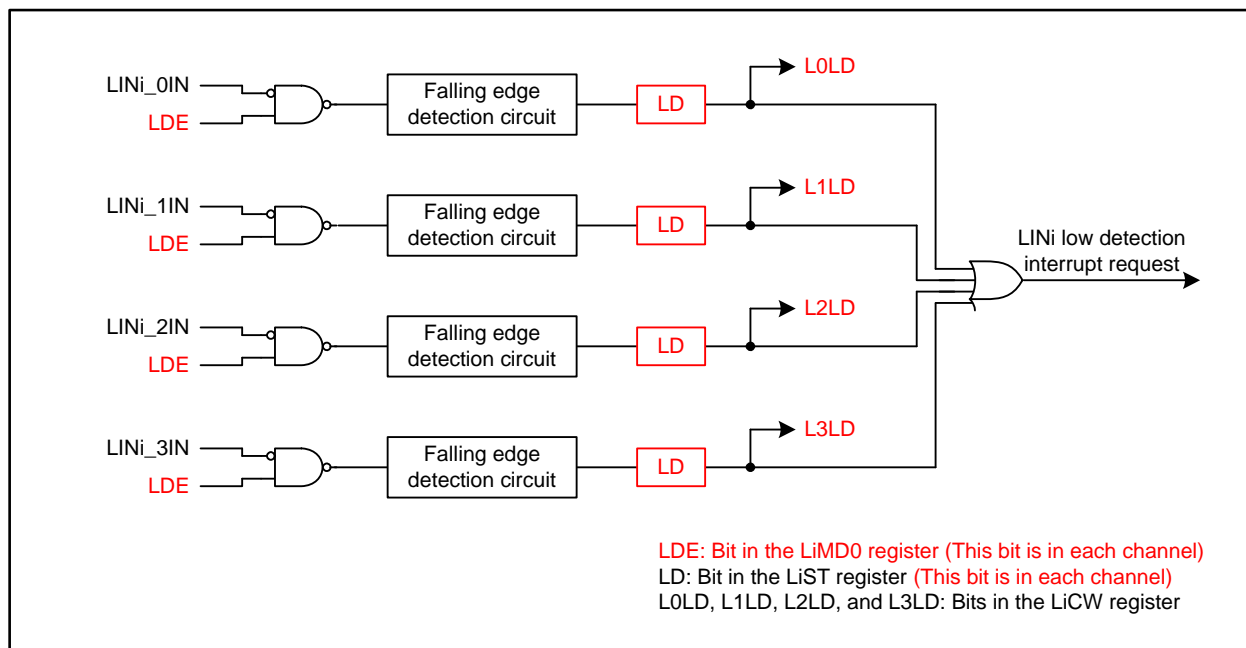 LINi_0IN
LDE
Falling edge
detection circuit
LD
L0LD
LINi_1IN
LDE
Falling edge
detection circuit
LD
L1LD
LINi low detection
interrupt request
LINi_2IN
LDE
Falling edge
detection circuit
LD
L2LD
LINi_3IN
LDE
Falling edge
detection circuit
LD
L3LD
LDE: Bit in the LiMD0 register (This bit is in each channel)
LD: Bit in the LiST register (This bit is in each channel)
L0LD, L1LD, L2LD, and L3LD: Bits in the LiCW register